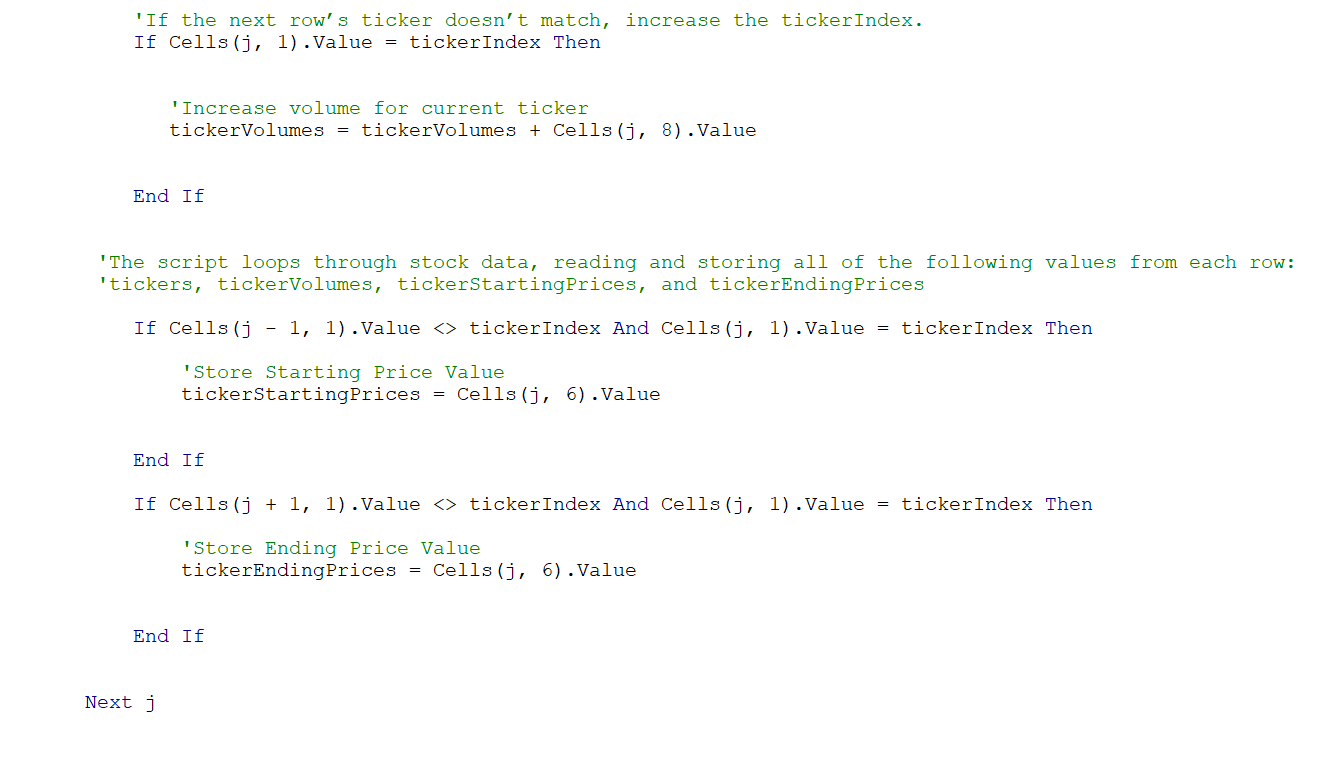 'If the next row’s ticker doesn’t match, increase the tickerIndex.
If Cells(j, 1).Value = tickerIndex Then
'Increase volume for current ticker
tickerVolumes = tickerVolumes + Cells(j, 8).Value
End If
'The script loops through stock data, reading and storing all of the following values from each row:
'tickers, tickerVolumes, tickerStartingPrices, and tickerEndingPrices
If Cells(j - 1, 1).Value <> tickerIndex And Cells(j, 1).Value = tickerIndex Then
'Store Starting Price Value
tickerStartingPrices = Cells(j, 6).Value
End If
If Cells(j + 1, 1).Value <> tickerIndex And Cells(j, 1).Value = tickerIndex Then
'Store Ending Price Value
tickerEndingPrices = Cells(j, 6).Value
End If
Next j